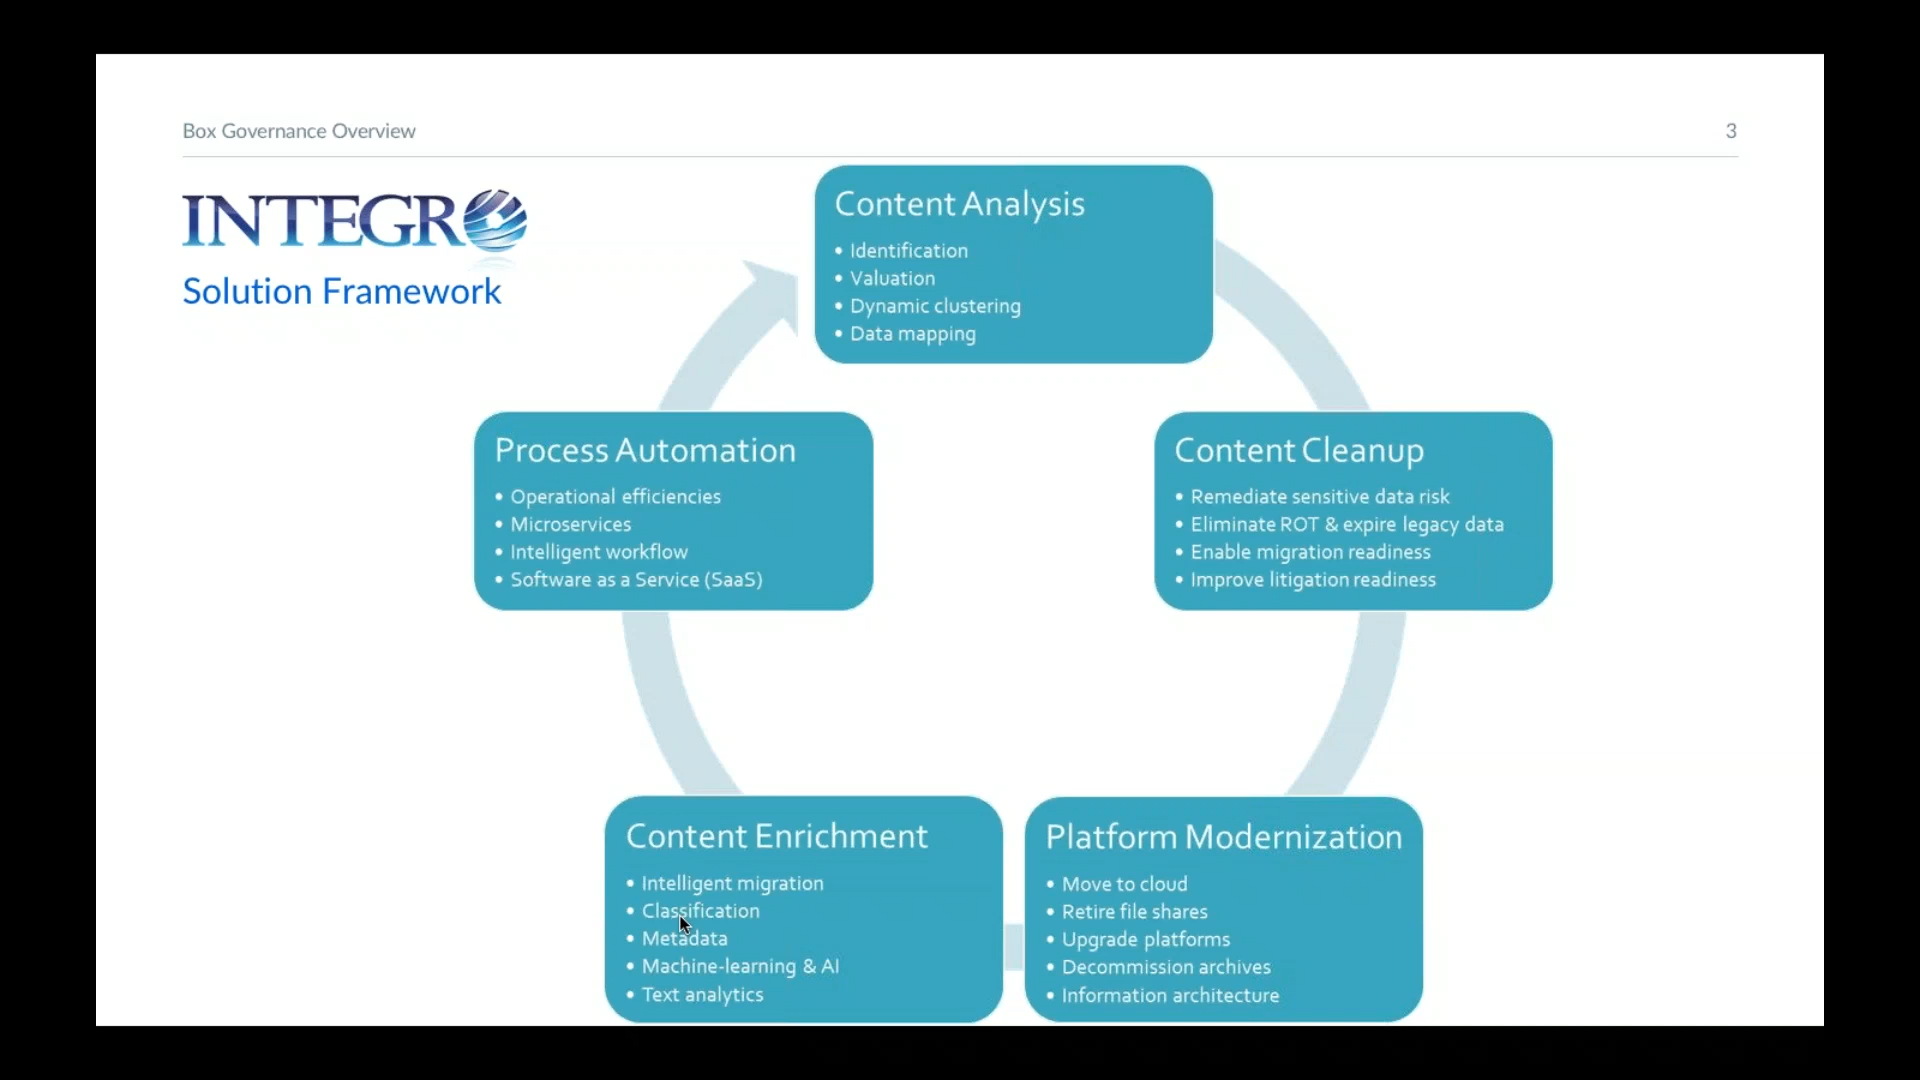 Box Governance Overview
3
INTEGRO
Solution Framework
Content Analysis
• Identification
• Valuation
• Dynamic clustering
• Data mapping
Process Automation
• Operational efficiencies
• Microservices
• Intelligent workflow
• Software as a Service (SaaS)
Content Cleanup
• Remediate sensitive data risk
• Eliminate ROT & expire legacy data
• Enable migration readiness
• Improve litigation readiness
Content Enrichment
• Intelligent migration
• Classification
• Metadata
• Machine-learning & AI
• Text analytics
Platform Modernization
• Move to cloud
• Retire file shares
• Upgrade platforms
• Decommission archives
• Information architecture